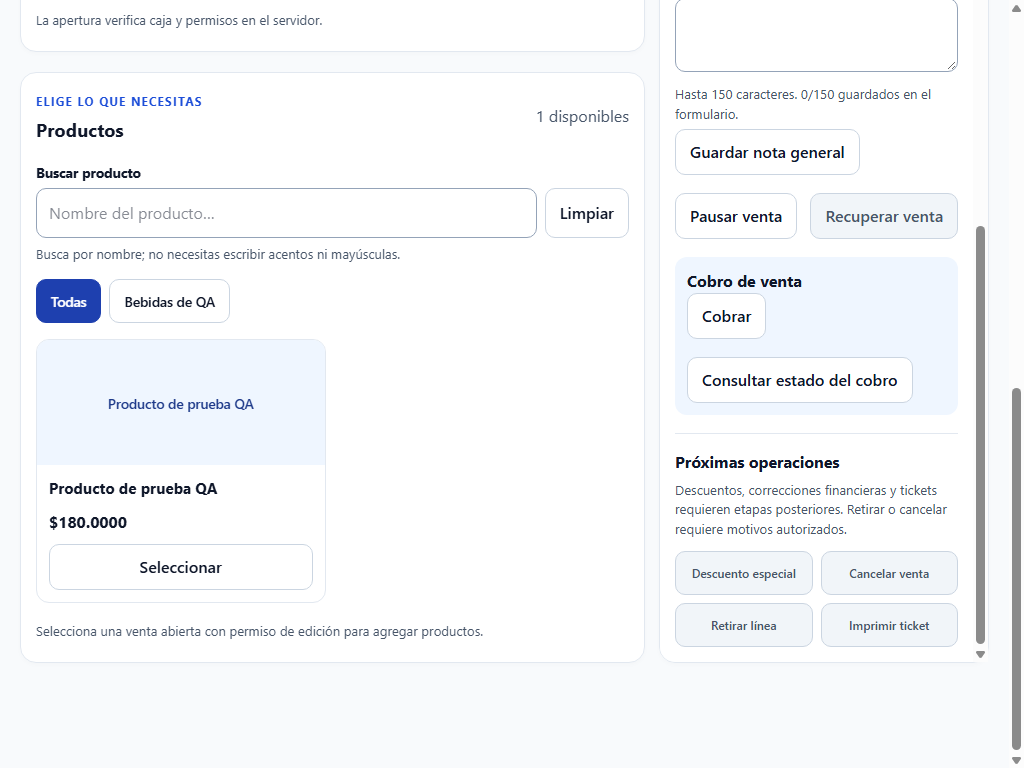 La apertura verifica caja y permisos en el servidor.
ELIGE LO QUE NECESITAS
Productos
1 disponibles
Buscar producto
Nombre del producto...
Limpiar
Busca por nombre; no necesitas escribir acentos ni mayúsculas.
Todas
Bebidas de QA
Producto de prueba QA
Producto de prueba QA
$180.0000
Seleccionar
Selecciona una venta abierta con permiso de edición para agregar productos.
Hasta 150 caracteres. 0/150 guardados en el
formulario.
Guardar nota general
Pausar venta
Recuperar venta
Cobro de venta
Cobrar
Consultar estado del cobro
Próximas operaciones
Descuentos, correcciones financieras y tickets
requieren etapas posteriores. Retirar o cancelar
requiere motivos autorizados.
Descuento especial
Cancelar venta
Retirar línea
Imprimir ticket